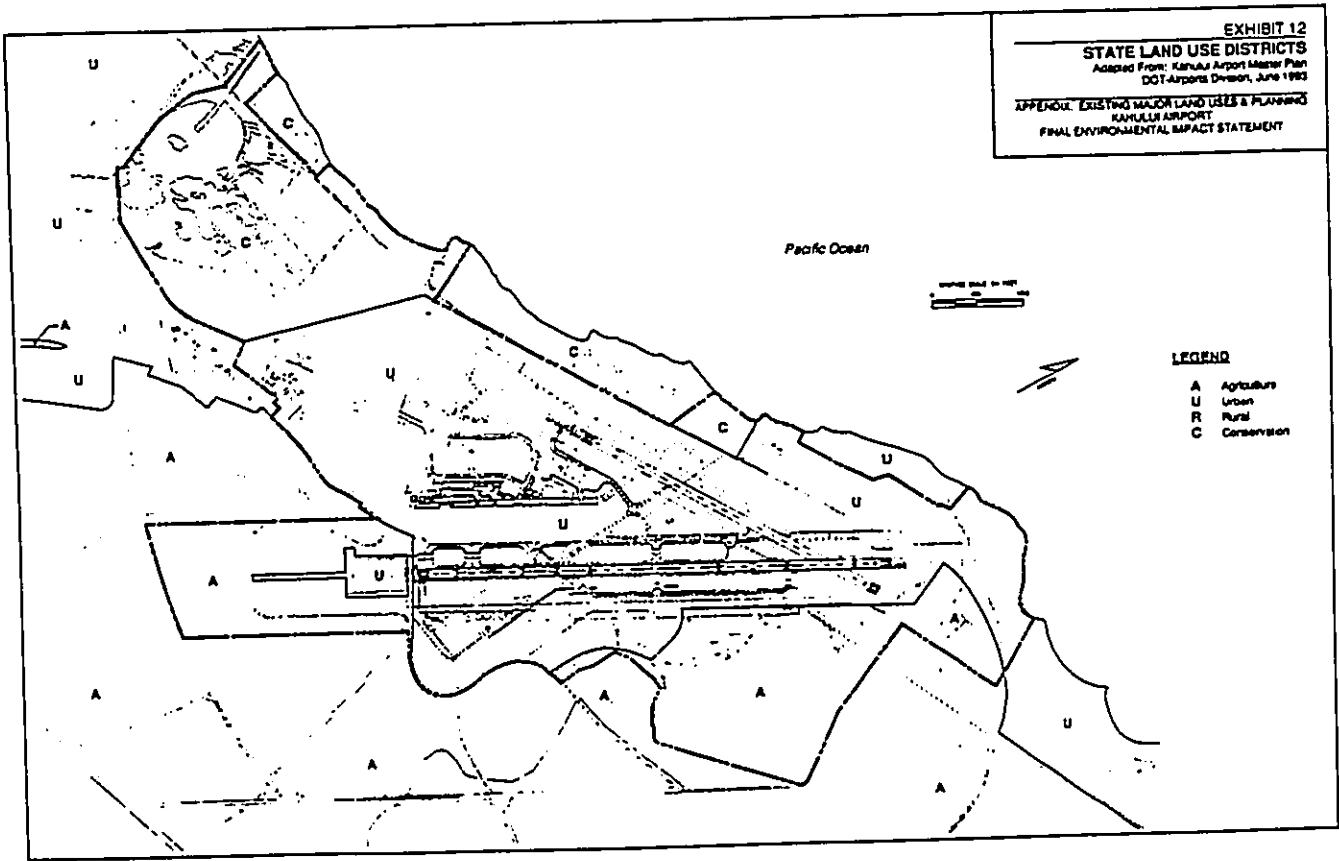 EXHIBIT 12
STATE LAND USE DISTRICTS
Adapted From: Kahului Airport Master Plan
DOT-Airports Division, June 1993
APPENDIX: EXISTING MAJOR LAND USES & PLANNING
KAHULUI AIRPORT
FINAL ENVIRONMENTAL IMPACT STATEMENT
U
C
U
C
Pacific Ocean
A
U
U
C
C
LEGEND
A Agriculture
U Urban
R Rural
C Conservation
A
U
U
U
A
U
A
A
A
A
U
A
A